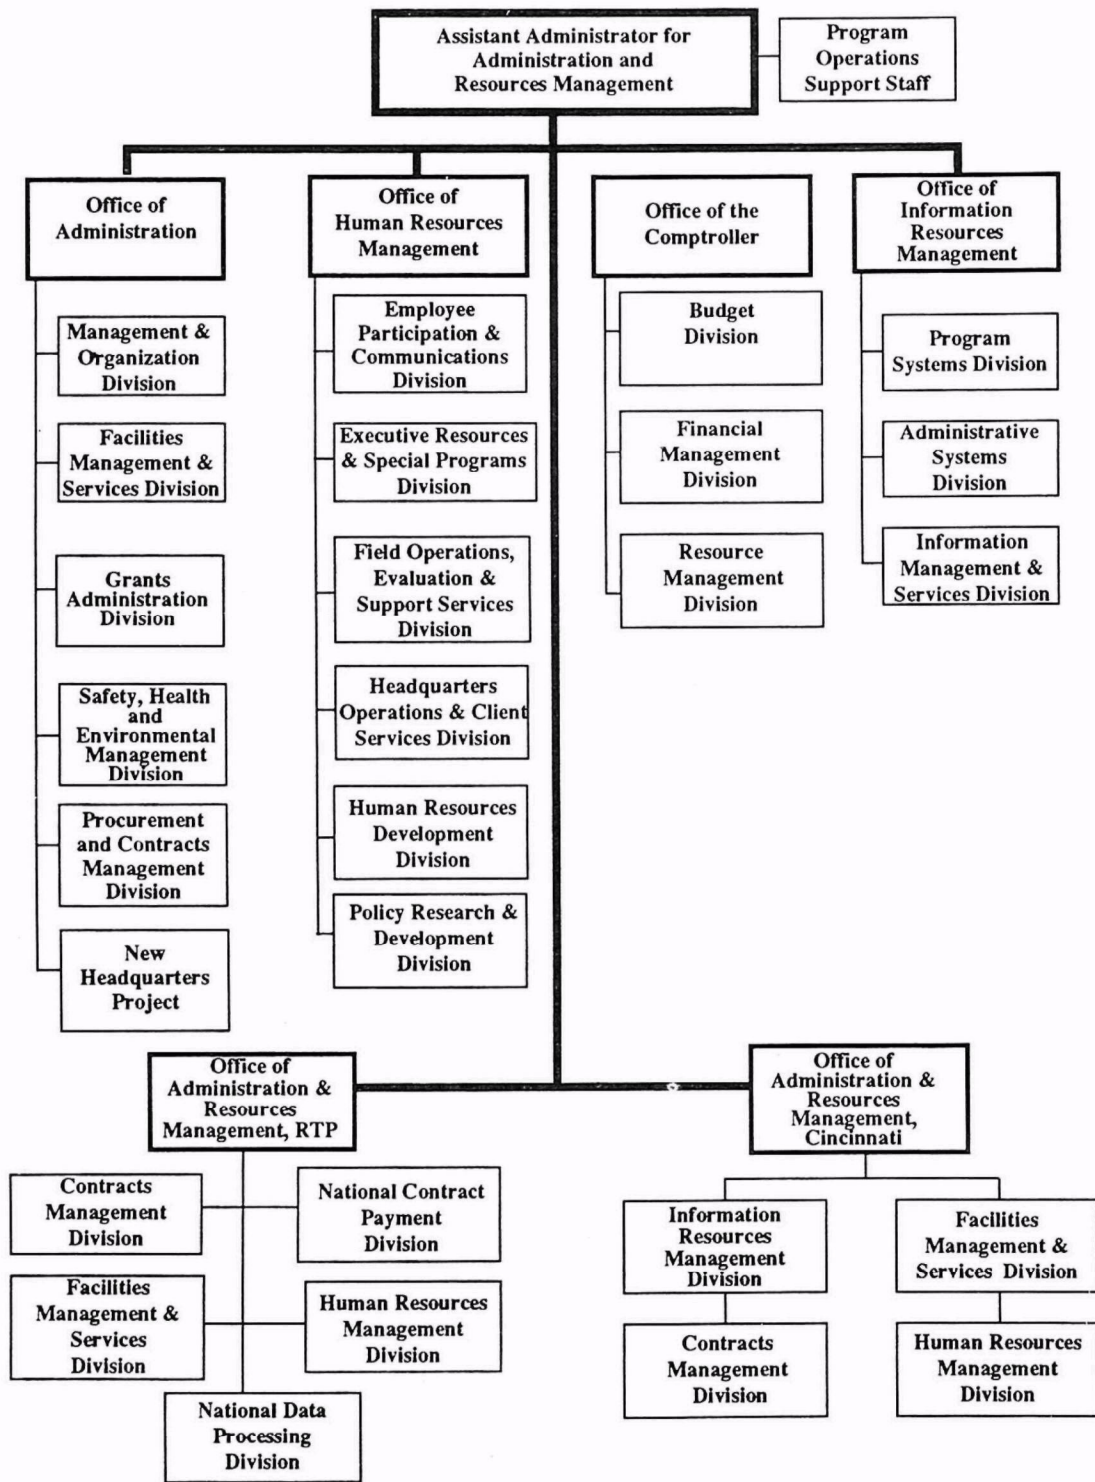 Assistant Administrator for
Administration and
Resources Management
Program
Operations
Support Staff
Office of
Administration
Office of
Human Resources
Management
Office of the
Comptroller
Office of
Information
Resources
Management
Management &
Organization
Division
Facilities
Management &
Services Division
Grants
Administration
Division
Safety, Health
and
Environmental
Management
Division
Procurement
and Contracts
Management
Division
New
Headquarters
Project
Employee
Participation &
Communications
Division
Executive Resources
& Special Programs
Division
Field Operations,
Evaluation &
Support Services
Division
Headquarters
Operations & Client
Services Division
Human Resources
Development
Division
Policy Research &
Development
Division
Budget
Division
Financial
Management
Division
Resource
Management
Division
Program
Systems Division
Administrative
Systems
Division
Information
Management &
Services Division
Office of
Administration &
Resources
Management, RTP
Contracts
Management
Division
National Contract
Payment
Division
Facilities
Management &
Services
Division
Human Resources
Management
Division
National Data
Processing
Division
Office of
Administration &
Resources
Management,
Cincinnati
Information
Resources
Management
Division
Facilities
Management &
Services Division
Contracts
Management
Division
Human Resources
Management
Division